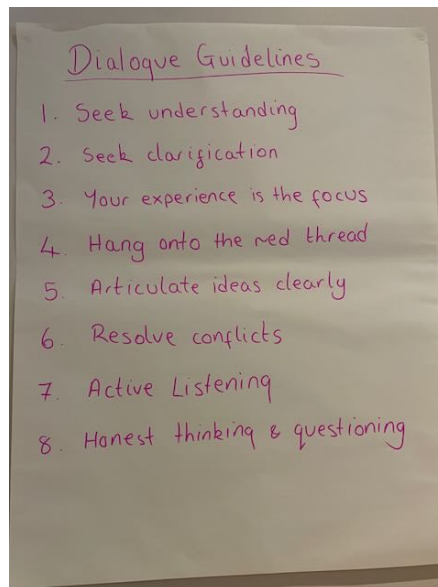 Dialogue Guidelines
1. Seek understanding
2. Seek clarification
3. Your experience is the focus
4. Hang onto the red thread
5. Articulate ideas clearly
6. Resolve conflicts
7. Active Listening
8. Honest thinking & questioning